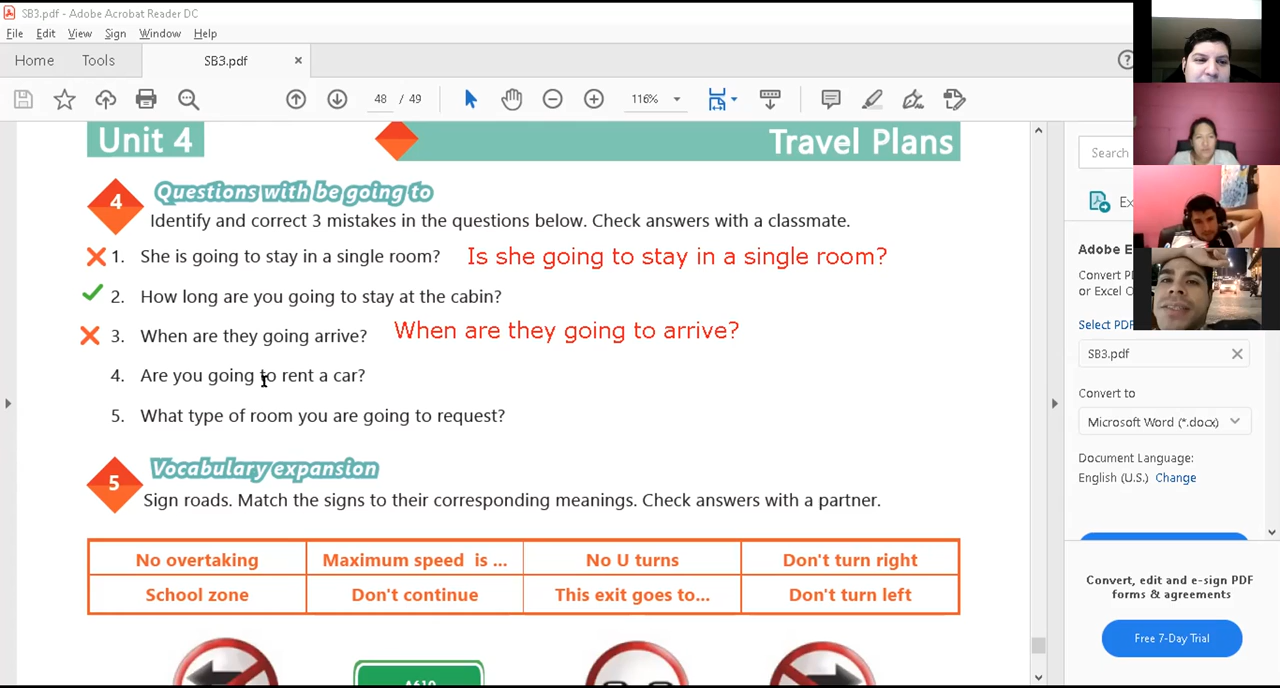 SB3.pdf - Adobe Acrobat Reader DC
File Edit View Sign Window Help
Home Tools SB3.pdf ×
48 / 49 116%
Unit 4 Travel Plans
4 Questions with be going to
Identify and correct 3 mistakes in the questions below. Check answers with a classmate.
1. She is going to stay in a single room? Is she going to stay in a single room?
2. How long are you going to stay at the cabin?
3. When are they going arrive? When are they going to arrive?
4. Are you going to rent a car?
5. What type of room you are going to request?
5 Vocabulary expansion
Sign roads. Match the signs to their corresponding meanings. Check answers with a partner.
No overtaking Maximum speed is ... No U turns Don't turn right
School zone Don't continue This exit goes to... Don't turn left
Search
Adobe E
Convert PD
or Excel O
Select PDF
SB3.pdf
Convert to
Microsoft Word (*.docx)
Document Language:
English (U.S.) Change
Convert, edit and e-sign PDF
forms & agreements
Free 7-Day Trial